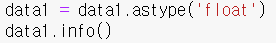 data1 = data1.astype('float')
data1.info()